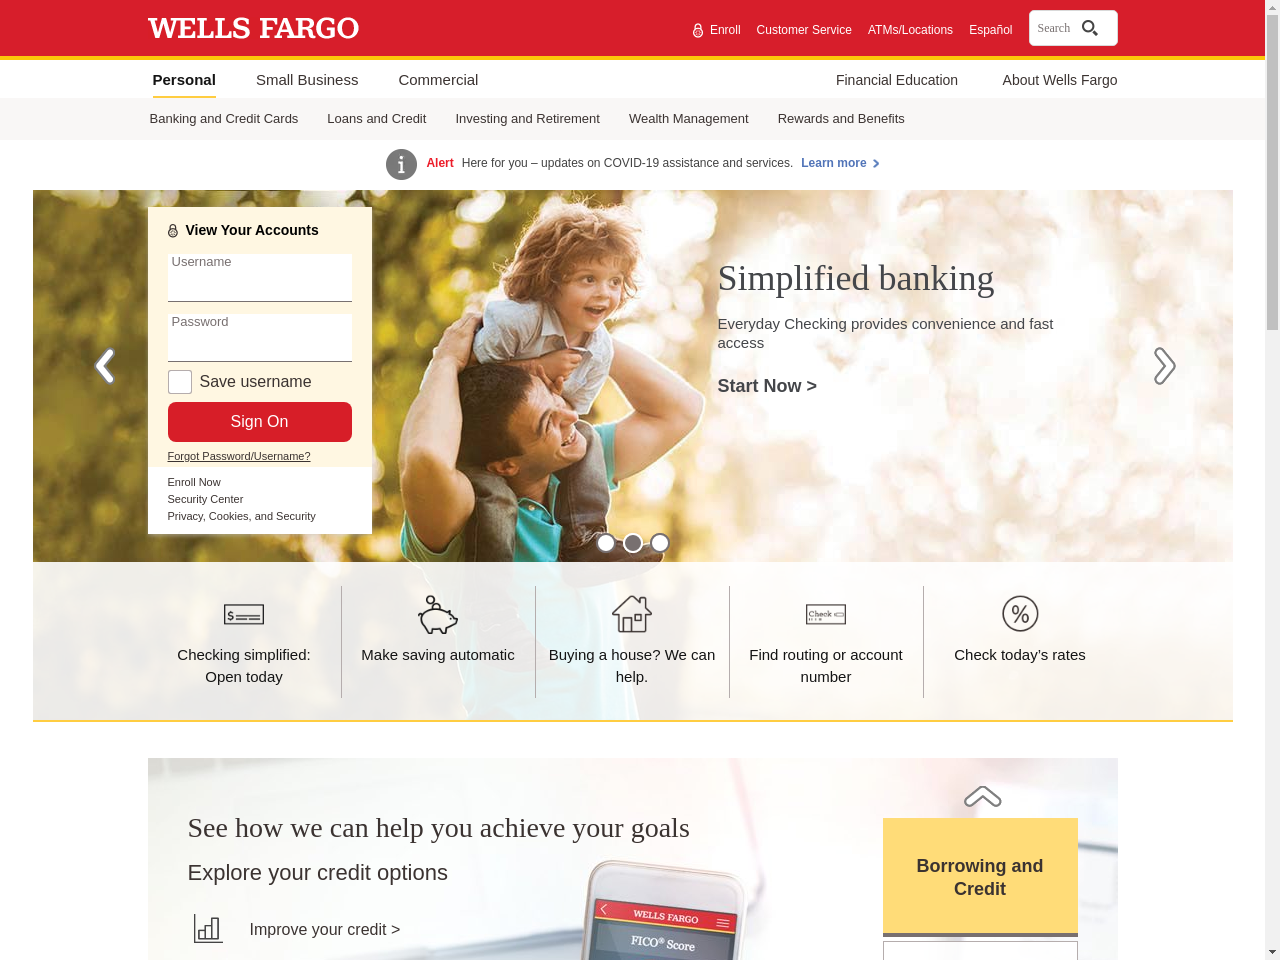 WELLS FARGO
Enroll
Customer Service
ATMs/Locations
Español
Search
Personal
Small Business
Commercial
Financial Education
About Wells Fargo
Banking and Credit Cards
Loans and Credit
Investing and Retirement
Wealth Management
Rewards and Benefits
Alert Here for you – updates on COVID-19 assistance and services. Learn more
View Your Accounts
Username
Password
Save username
Sign On
Forgot Password/Username?
Enroll Now
Security Center
Privacy, Cookies, and Security
Simplified banking
Everyday Checking provides convenience and fast
access
Start Now >
Checking simplified:
Open today
Make saving automatic
Buying a house? We can
help.
Check
Find routing or account
number
Check today’s rates
See how we can help you achieve your goals
Explore your credit options
Improve your credit >
WELLS FARGO
FICO® Score
Borrowing and
Credit